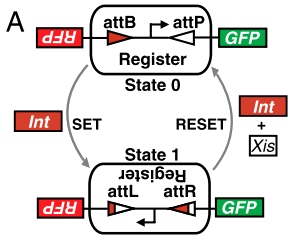 A
attB attP
RFP GFP
Register
State 0
Int SET RESET Int
+
Xis
State 1
Register
attL attR
RFP GFP